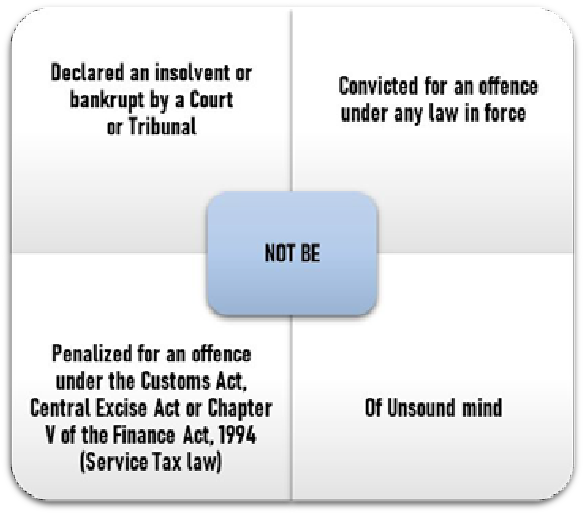 Declared an insolvent or
bankrupt by a Court
or Tribunal
Convicted for an offence
under any law in force
NOT BE
Penalized for an offence
under the Customs Act,
Central Excise Act or Chapter
V of the Finance Act, 1994
(Service Tax law)
Of Unsound mind